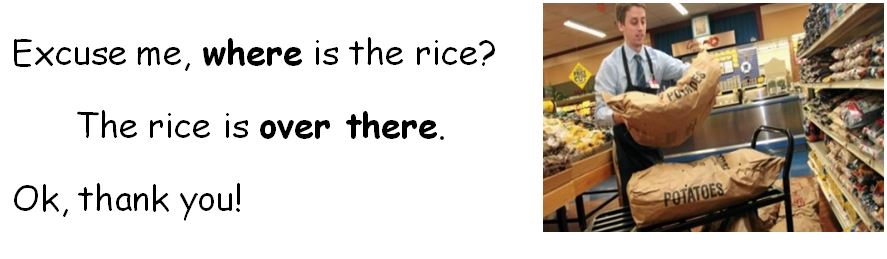 Excuse me, where is the rice?
The rice is over there.
Ok, thank you!
POTATOES
POTATOES